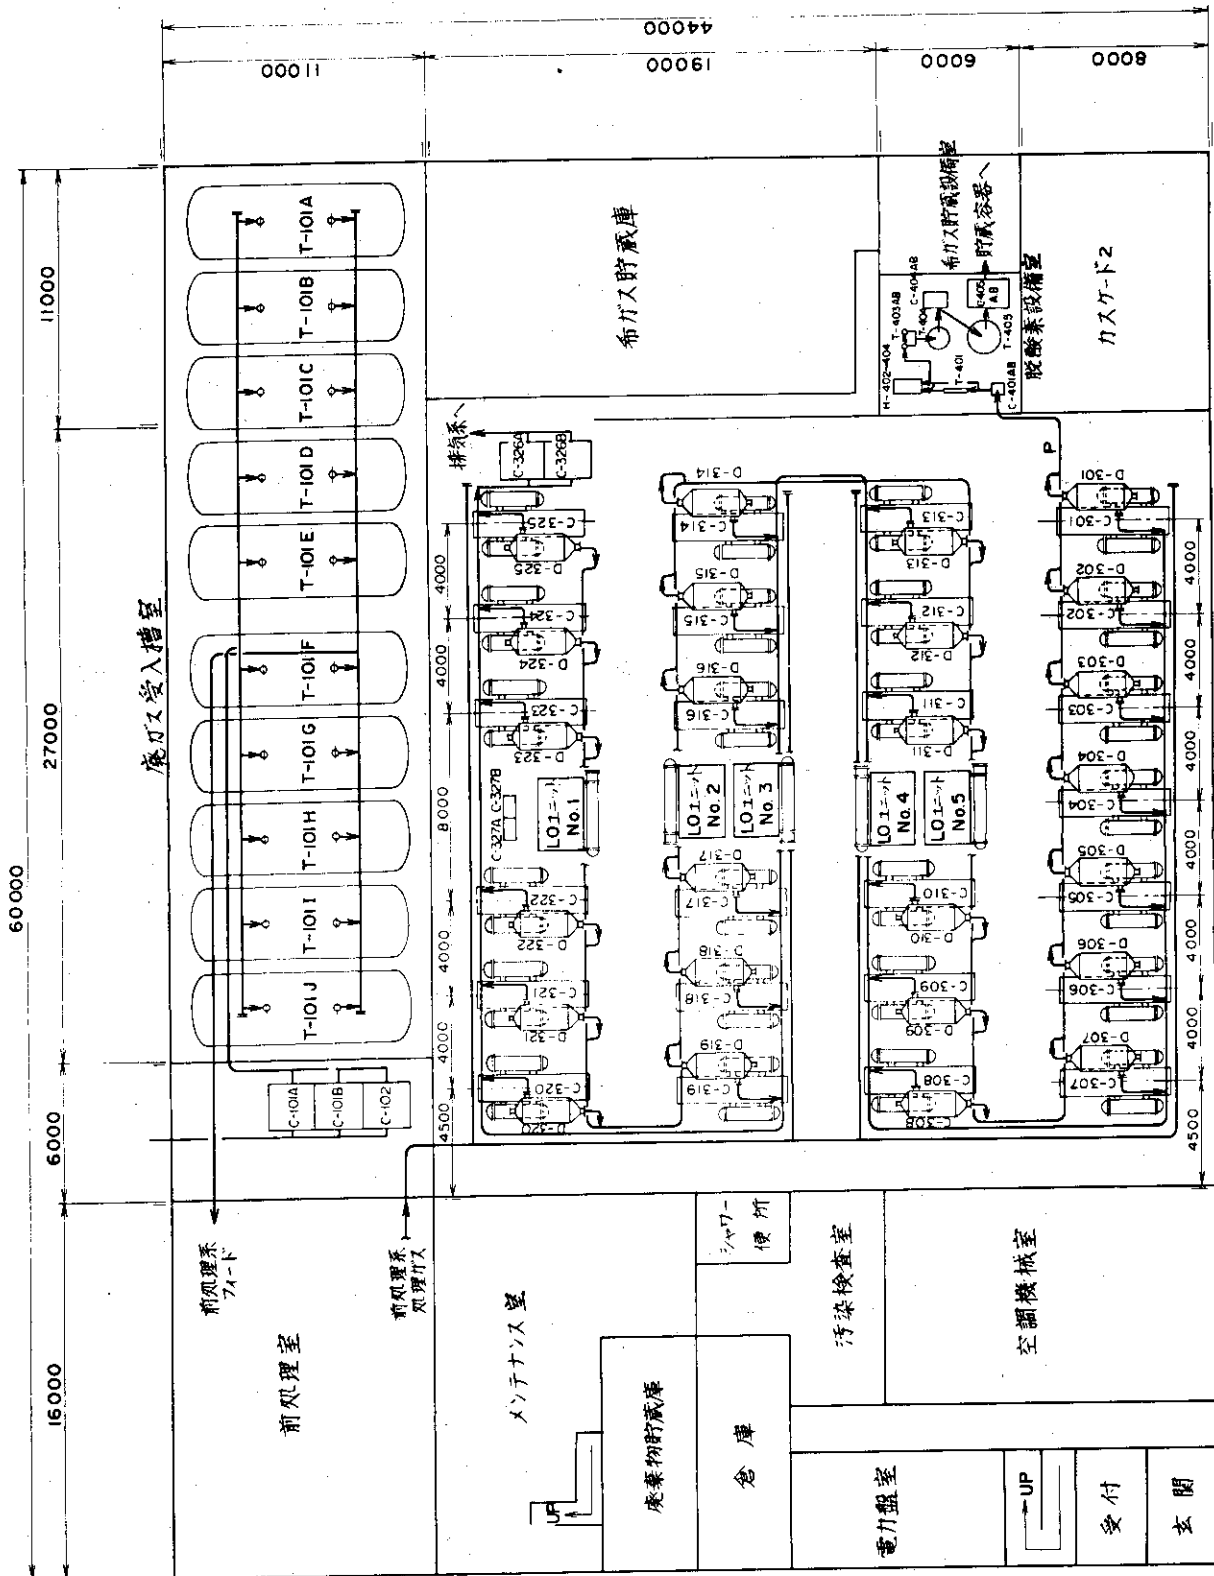 60000
16000
6000
27000
11000
44000
11000
19000
6000
8000
廃ガス受入槽室
T-101J
T-101I
T-101H
T-101G
T-101F
T-101E
T-101D
T-101C
T-101B
T-101A
C-101A
C-101B
C-102
前処理系
フィード
前処理系
処理ガス
前処理室
4500
4000
4000
8000
4000
4000
排気系へ
C-326A
C-326B
C-320
C-321
C-322
C-323
C-324
C-325
D-320
D-321
D-322
D-323
D-324
D-325
C-327A C-327B
LOユニット
No.1
D-319
D-318
D-317
D-316
D-315
D-314
C-319
C-318
C-317
C-316
C-315
C-314
LOユニット
No.2
LOユニット
No.3
C-308
C-309
C-310
C-311
C-312
C-313
D-308
D-309
D-310
D-311
D-312
D-313
LOユニット
No.4
LOユニット
No.5
D-307
D-306
D-305
D-304
D-303
D-302
D-301
C-307
C-306
C-305
C-304
C-303
C-302
C-301
P
4500
4000
4000
4000
4000
4000
4000
希ガス貯蔵庫
希ガス貯蔵設備室
貯蔵容器へ
H-402-404
T-403AB
T-404
C-404AB
T-401
C-405
AB
T-405
C-401AB
脱酸素設備室
カスケード2
メンテナンス室
UP
シャワー
便所
廃棄物貯蔵庫
倉庫
汚染検査室
空調機械室
電力盤室
UP
受付
玄関